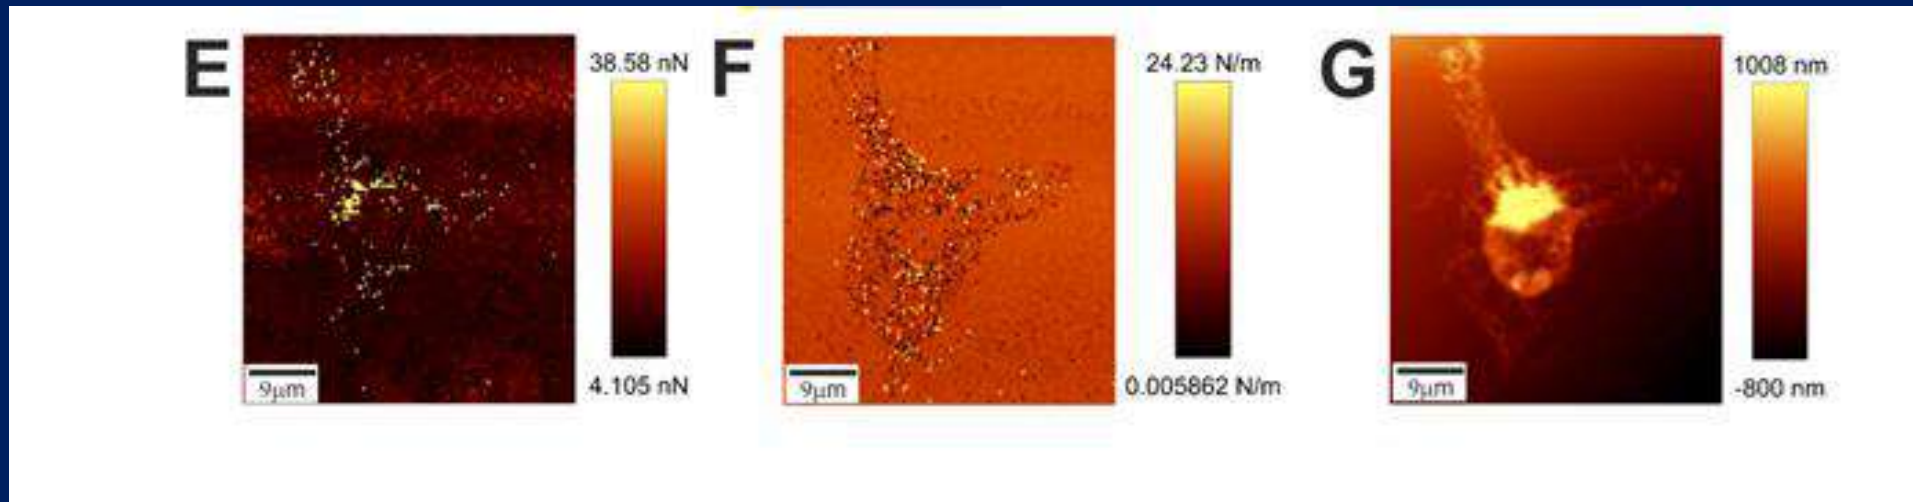 E
38.58 nN
4.105 nN
9µm
F
24.23 N/m
0.005862 N/m
9µm
G
1008 nm
-800 nm
9µm